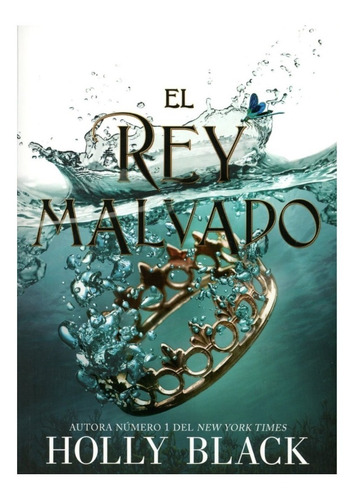 EL
REY
MALVADO
AUTORA NÚMERO 1 DEL NEW YORK TIMES
HOLLY BLACK